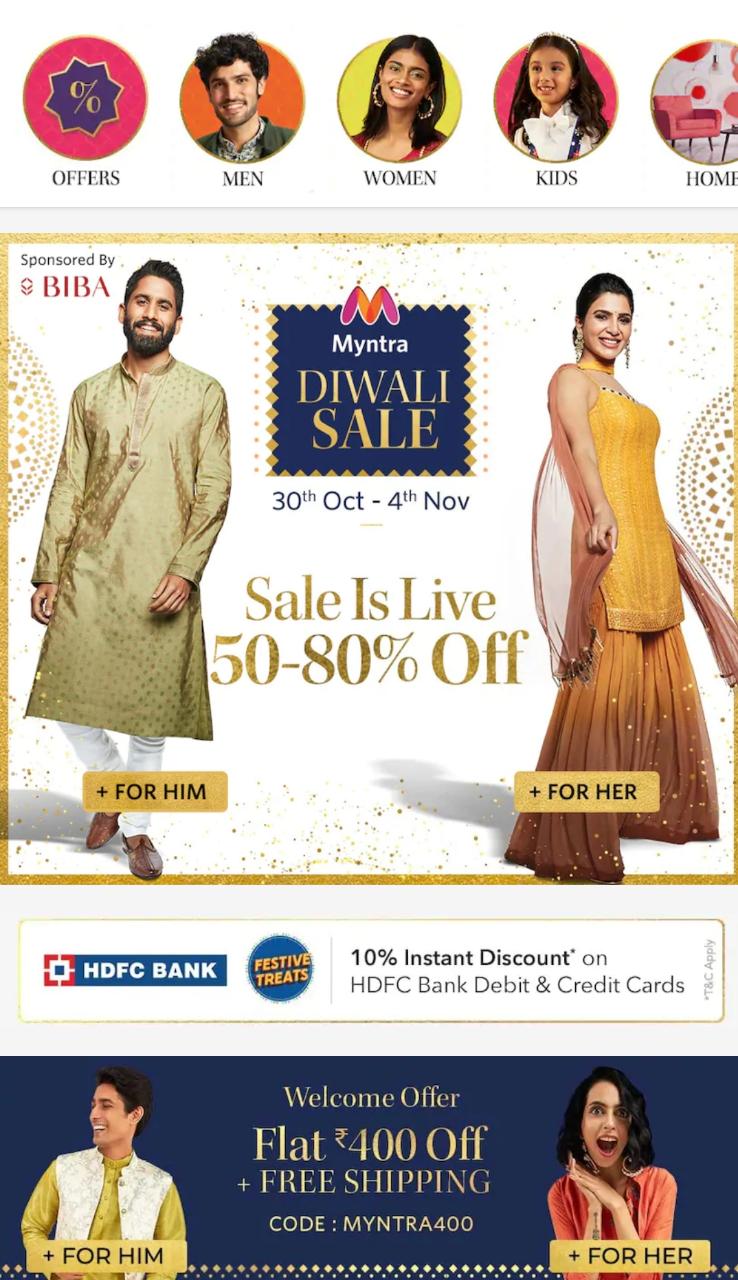 %
OFFERS
MEN
WOMEN
KIDS
HOME
Sponsored By
BIBA
Myntra
DIWALI
SALE
30th Oct - 4th Nov
Sale Is Live
50-80% Off
+ FOR HIM
+ FOR HER
HDFC BANK
FESTIVE
TREATS
10% Instant Discount* on
HDFC Bank Debit & Credit Cards
*T&C Apply
Welcome Offer
Flat ₹400 Off
+ FREE SHIPPING
CODE : MYNTRA400
+ FOR HIM
+ FOR HER